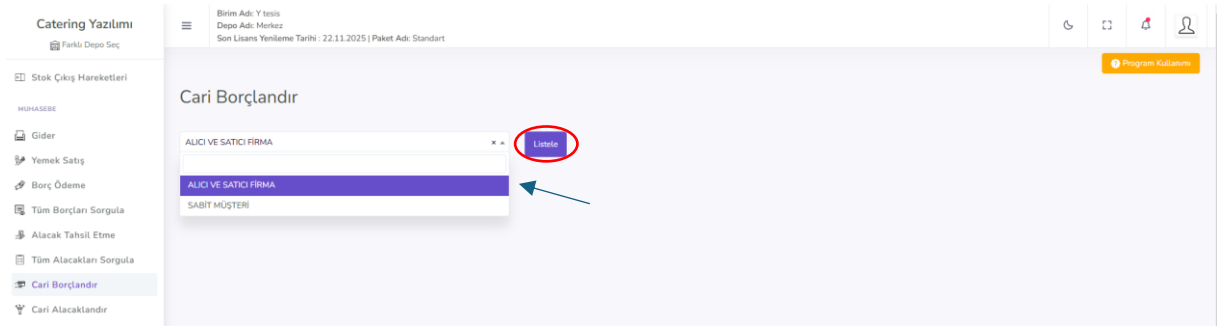 Catering Yazılımı
Farklı Depo Seç
Birim Adı: Y tesis
Depo Adı: Merkez
Son Lisans Yenileme Tarihi : 22.11.2025 | Paket Adı: Standart
Program Kullanımı
Stok Çıkış Hareketleri
MUHASEBE
Gider
Yemek Satış
Borç Ödeme
Tüm Borçları Sorgula
Alacak Tahsil Etme
Tüm Alacakları Sorgula
Cari Borçlandır
Cari Alacaklandır
Cari Borçlandır
ALICI VE SATICI FİRMA
Listele
ALICI VE SATICI FİRMA
SABİT MÜŞTERİ